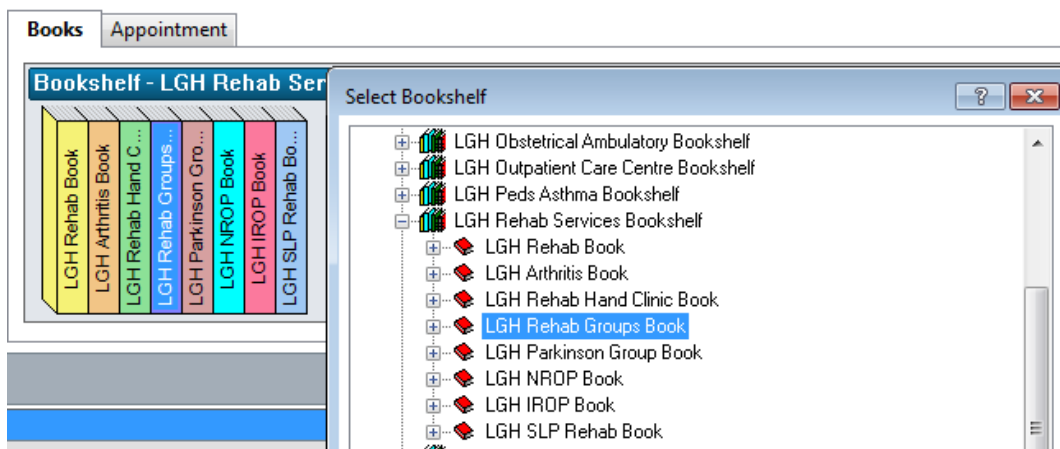 Books
Appointment
Bookshelf - LGH Rehab Ser
LGH Rehab Book
LGH Arthritis Book
LGH Rehab Hand C...
LGH Rehab Groups...
LGH Parkinson Gro...
LGH NROP Book
LGH IROP Book
LGH SLP Rehab Bo...
Select Bookshelf
LGH Obstetrical Ambulatory Bookshelf
LGH Outpatient Care Centre Bookshelf
LGH Peds Asthma Bookshelf
LGH Rehab Services Bookshelf
LGH Rehab Book
LGH Arthritis Book
LGH Rehab Hand Clinic Book
LGH Rehab Groups Book
LGH Parkinson Group Book
LGH NROP Book
LGH IROP Book
LGH SLP Rehab Book